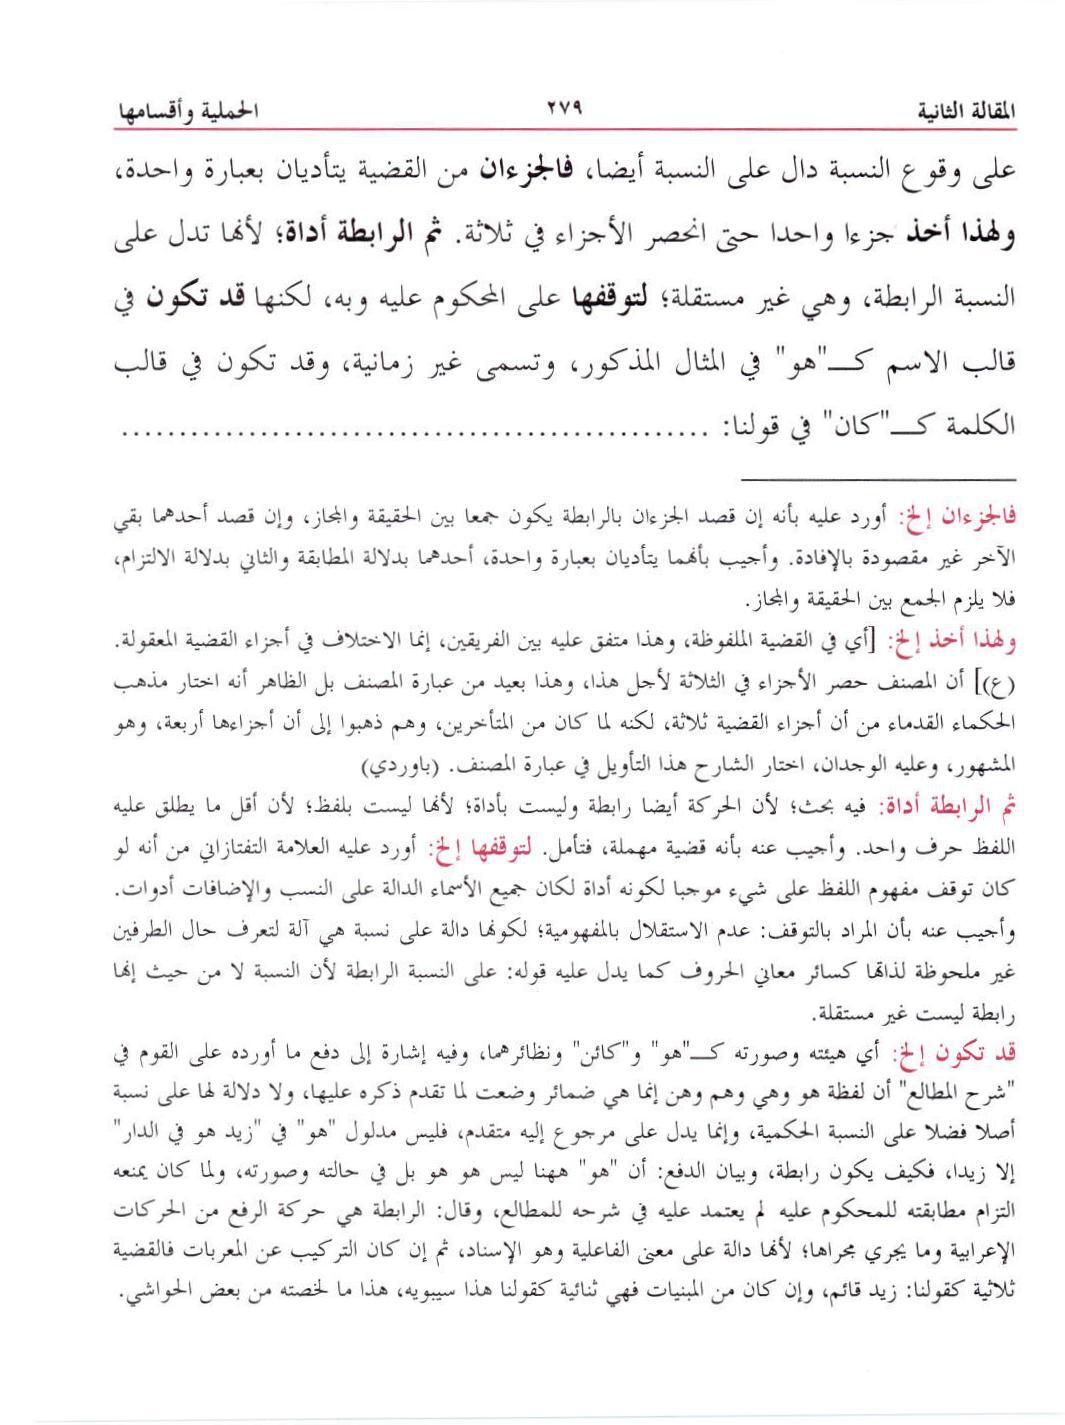 المقالة الثانية ٢٧٩ الحملية وأقسامها
على وقوع النسبة دال على النسبة أيضا، فالجزءان من القضية يتأديان بعبارة واحدة،
ولهذا أخذ جزءا واحدا حتى انحصر الأجزاء في ثلاثة. ثم الرابطة أداة؛ لأنها تدل على
النسبة الرابطة، وهي غير مستقلة؛ لتوقفها على المحكوم عليه وبه، لكنها قد تكون في
قالب الاسم كــ"هو" في المثال المذكور، وتسمى غير زمانية، وقد تكون في قالب
الكلمة كــ"كان" في قولنا: ..................................................
فالجزءان إلخ: أورد عليه بأنه إن قصد الجزءان بالرابطة يكون جمعا بين الحقيقة والمجاز، وإن قصد أحدهما بقي
الآخر غير مقصودة بالإفادة. وأجيب بأنهما يتأديان بعبارة واحدة، أحدهما بدلالة المطابقة والثاني بدلالة الالتزام،
فلا يلزم الجمع بين الحقيقة والمجاز.
ولهذا أخذ إلخ: [أي في القضية الملفوظة، وهذا متفق عليه بين الفريقين، إنما الاختلاف في أجزاء القضية المعقولة.
(ع)] أن المصنف حصر الأجزاء في الثلاثة لأجل هذا، وهذا بعيد من عبارة المصنف بل الظاهر أنه اختار مذهب
الحكماء القدماء من أن أجزاء القضية ثلاثة، لكنه لما كان من المتأخرين، وهم ذهبوا إلى أن أجزاءها أربعة، وهو
المشهور، وعليه الوجدان، اختار الشارح هذا التأويل في عبارة المصنف. (باوردي)
ثم الرابطة أداة: فيه بحث؛ لأن الحركة أيضا رابطة وليست بأداة؛ لأنها ليست بلفظ؛ لأن أقل ما يطلق عليه
اللفظ حرف واحد. وأجيب عنه بأنه قضية مهملة، فتأمل. لتوقفها إلخ: أورد عليه العلامة التفتازاني من أنه لو
كان توقف مفهوم اللفظ على شيء موجبا لكونه أداة لكان جميع الأسماء الدالة على النسب والإضافات أدوات.
وأجيب عنه بأن المراد بالتوقف: عدم الاستقلال بالمفهومية؛ لكونها دالة على نسبة هي آلة لتعرف حال الطرفين
غير ملحوظة لذاتها كسائر معاني الحروف كما يدل عليه قوله: على النسبة الرابطة لأن النسبة لا من حيث إنها
رابطة ليست غير مستقلة.
قد تكون إلخ: أي هيئته وصورته كــ"هو" و"كائن" ونظائرهما، وفيه إشارة إلى دفع ما أورده على القوم في
"شرح المطالع" أن لفظة هو وهي وهم وهن إنما هي ضمائر وضعت لما تقدم ذكره عليها، ولا دلالة لها على نسبة
أصلا فضلا على النسبة الحكمية، وإنما يدل على مرجوع إليه متقدم، فليس مدلول "هو" في "زيد هو في الدار"
إلا زيدا، فكيف يكون رابطة، وبيان الدفع: أن "هو" ههنا ليس هو هو بل في حالته وصورته، ولما كان يمنعه
التزام مطابقته للمحكوم عليه لم يعتمد عليه في شرحه للمطالع، وقال: الرابطة هي حركة الرفع من الحركات
الإعرابية وما يجري مجراها؛ لأنها دالة على معنى الفاعلية وهو الإسناد، ثم إن كان التركيب عن المعربات فالقضية
ثلاثية كقولنا: زيد قائم، وإن كان من المبنيات فهي ثنائية كقولنا هذا سيبويه، هذا ما لخصته من بعض الحواشي.